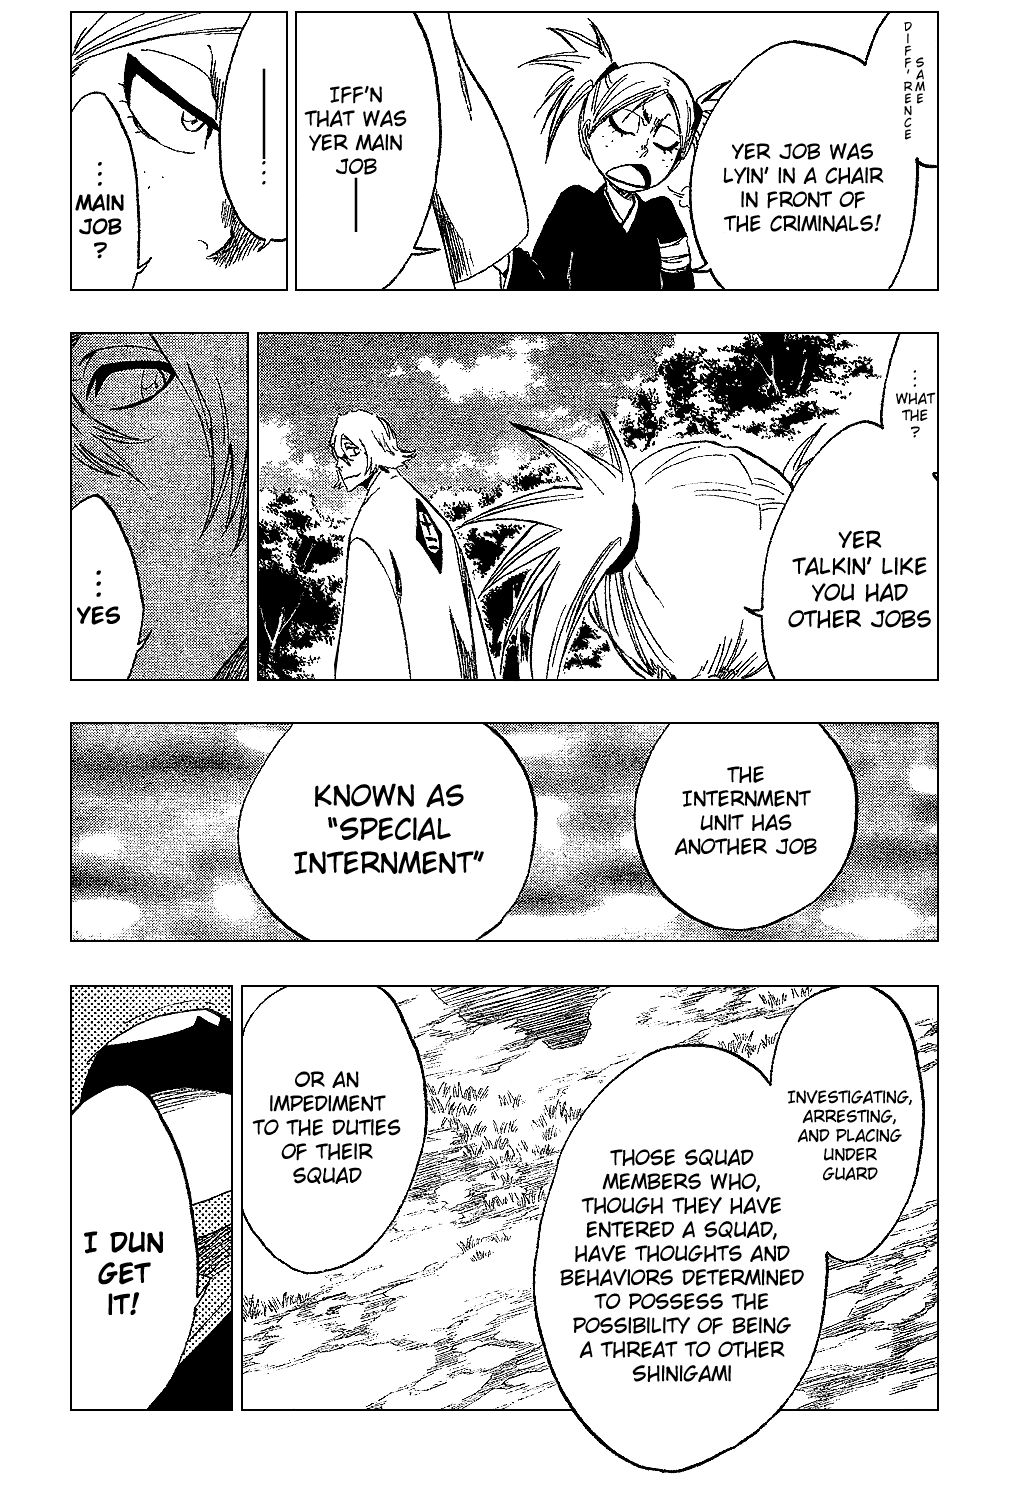 SAME
DIFF'RENCE
YER JOB WAS
LYIN' IN A CHAIR
IN FRONT OF
THE CRIMINALS!
IFF'N
THAT WAS
YER MAIN
JOB
—
—...
...
MAIN
JOB
?
...
WHAT
THE
?
YER
TALKIN' LIKE
YOU HAD
OTHER JOBS
...
YES
THE
INTERNMENT
UNIT HAS
ANOTHER JOB
KNOWN AS
"SPECIAL
INTERNMENT"
INVESTIGATING,
ARRESTING,
AND PLACING
UNDER
GUARD
THOSE SQUAD
MEMBERS WHO,
THOUGH THEY HAVE
ENTERED A SQUAD,
HAVE THOUGHTS AND
BEHAVIORS DETERMINED
TO POSSESS THE
POSSIBILITY OF BEING
A THREAT TO OTHER
SHINIGAMI
OR AN
IMPEDIMENT
TO THE DUTIES
OF THEIR
SQUAD
I DUN
GET
IT!